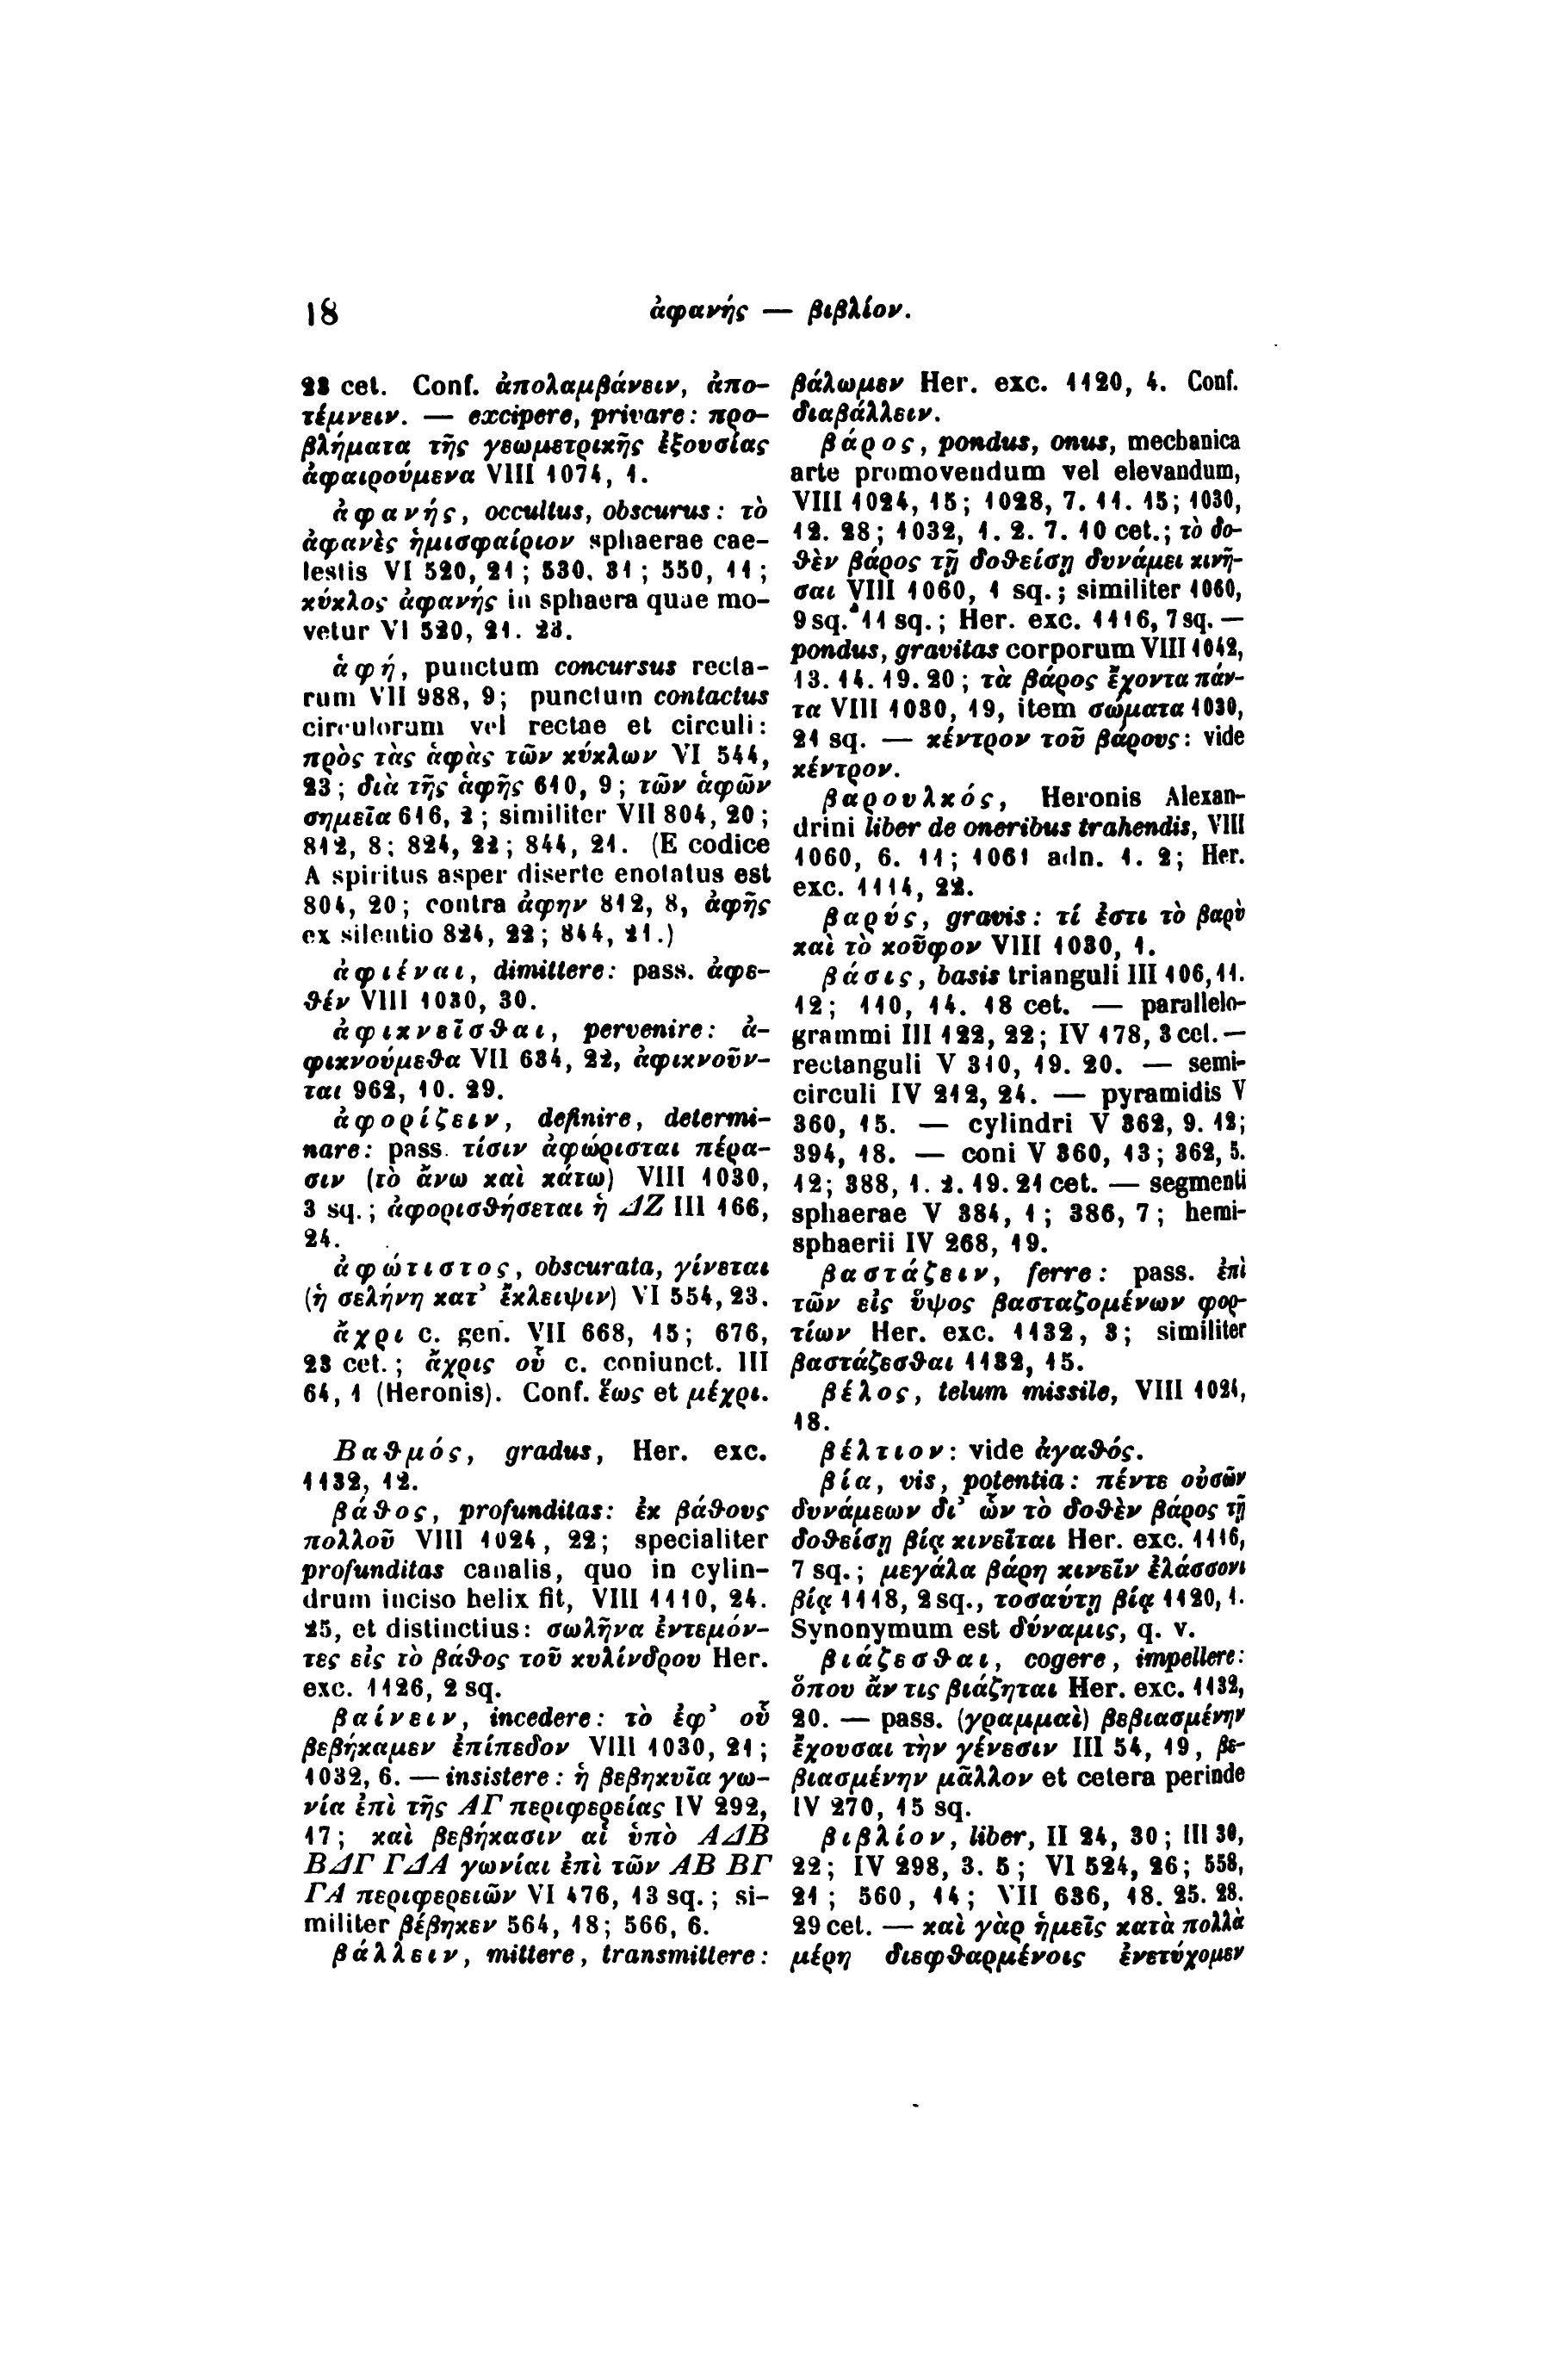 18
ἀφανής — βιβλίον.
23 cet. Conf. ἀπολαμβάνειν, ἀπο-
τέμνειν. — excipere, privare: προ-
βλήματα τῆς γεωμετρικῆς ἐξουσίας
ἀφαιρούμενα VIII 1074, 1.
ἀφανής, occultus, obscurus: τὸ
ἀφανὲς ἡμισφαίριον sphaerae cae-
lestis VI 520, 21; 530, 31; 550, 11;
κύκλος ἀφανής in sphaera quae mo-
vetur VI 520, 21. 23.
ἁφή, punctum concursus recta-
rum VII 988, 9; punctum contactus
circulorum vel rectae et circuli:
πρὸς τὰς ἁφὰς τῶν κύκλων VI 544,
23; διὰ τῆς ἁφῆς 610, 9; τῶν ἁφῶν
σημεῖα 616, 2; similiter VII 804, 20;
812, 8; 824, 22; 844, 21. (E codice
A spiritus asper diserte enotatus est
804, 20; contra ἀφην 812, 8, ἀφῆς
ex silentio 824, 22; 844, 21.)
ἀφιέναι, dimittere: pass. ἀφε-
θέν VIII 1030, 30.
ἀφικνεῖσθαι, pervenire: ἀ-
φικνούμεθα VII 634, 22, ἀφικνοῦν-
ται 962, 10. 29.
ἀφορίζειν, definire, determi-
nare: pass. τίσιν ἀφώρισται πέρα-
σιν (τὸ ἄνω καὶ κάτω) VIII 1030,
3 sq.; ἀφορισθήσεται ἡ ΔΖ III 166,
24.
ἀφώτιστος, obscurata, γίνεται
(ἡ σελήνη κατ᾽ ἔκλειψιν) VI 554, 23.
ἄχρι c. gen. VII 668, 15; 676,
23 cet.; ἄχρις οὗ c. coniunct. III
64, 1 (Heronis). Conf. ἕως et μέχρι.
Βαθμός, gradus, Her. exc.
1132, 12.
βάθος, profunditas: ἐκ βάθους
πολλοῦ VIII 1024, 22; specialiter
profunditas canalis, quo in cylin-
drum inciso helix fit, VIII 1110, 24.
25, et distinctius: σωλῆνα ἐντεμόν-
τες εἰς τὸ βάθος τοῦ κυλίνδρου Her.
exc. 1126, 2 sq.
βαίνειν, incedere: τὸ ἐφ᾽ οὗ
βεβήκαμεν ἐπίπεδον VIII 1030, 21;
1032, 6. — insistere: ἡ βεβηκυῖα γω-
νία ἐπὶ τῆς ΑΓ περιφερείας IV 292,
17; καὶ βεβήκασιν αἱ ὑπὸ ΑΔΒ
ΒΔΓ ΓΔΑ γωνίαι ἐπὶ τῶν ΑΒ ΒΓ
ΓΑ περιφερειῶν VI 476, 13 sq.; si-
militer βέβηκεν 564, 18; 566, 6.
βάλλειν, mittere, transmittere:
βάλωμεν Her. exc. 1120, 4. Conf.
διαβάλλειν.
βάρος, pondus, onus, mechanica
arte promovendum vel elevandum,
VIII 1024, 15; 1028, 7. 11. 15; 1030,
12. 28; 1032, 1. 2. 7. 10 cet.; τὸ δο-
θὲν βάρος τῇ δοθείσῃ δυνάμει κινῆ-
σαι VIII 1060, 1 sq.; similiter 1060,
9 sq. 11 sq.; Her. exc. 1116, 7 sq. —
pondus, gravitas corporum VIII 1042,
13. 14. 19. 20; τὰ βάρος ἔχοντα πάν-
τα VIII 1030, 19, item σώματα 1030,
21 sq. — κέντρον τοῦ βάρους: vide
κέντρον.
βαρουλκός, Heronis Alexan-
drini liber de oneribus trahendis, VIII
1060, 6. 11; 1061 adn. 1. 2; Her.
exc. 1114, 22.
βαρύς, gravis: τί ἐστι τὸ βαρὺ
καὶ τὸ κοῦφον VIII 1030, 1.
βάσις, basis trianguli III 106, 11.
12; 110, 14. 18 cet. — parallelo-
grammi III 122, 22; IV 178, 3 cet. —
rectanguli V 310, 19. 20. — semi-
circuli IV 212, 24. — pyramidis V
360, 15. — cylindri V 362, 9. 12;
394, 18. — coni V 360, 13; 362, 5.
12; 388, 1. 2. 19. 21 cet. — segmenti
sphaerae V 384, 1; 386, 7; hemi-
sphaerii IV 268, 19.
βαστάζειν, ferre: pass. ἐπὶ
τῶν εἰς ὕψος βασταζομένων φορ-
τίων Her. exc. 1132, 3; similiter
βαστάζεσθαι 1132, 15.
βέλος, telum missile, VIII 1024,
18.
βέλτιον: vide ἀγαθός.
βία, vis, potentia: πέντε οὐσῶν
δυνάμεων δι᾽ ὧν τὸ δοθὲν βάρος τῇ
δοθείσῃ βίᾳ κινεῖται Her. exc. 1116,
7 sq.; μεγάλα βάρη κινεῖν ἐλάσσονι
βίᾳ 1118, 2 sq., τοσαύτῃ βίᾳ 1120, 1.
Synonymum est δύναμις, q. v.
βιάζεσθαι, cogere, impellere:
ὅπου ἄν τις βιάζηται Her. exc. 1132,
20. — pass. (γραμμαὶ) βεβιασμένην
ἔχουσαι τὴν γένεσιν III 54, 19, βε-
βιασμένην μᾶλλον et cetera perinde
IV 270, 15 sq.
βιβλίον, liber, II 24, 30; III 30,
22; IV 298, 3. 5; VI 524, 26; 558,
21; 560, 14; VII 636, 18. 25. 28.
29 cet. — καὶ γὰρ ἡμεῖς κατὰ πολλὰ
μέρη διεφθαρμένοις ἐνετύχομεν